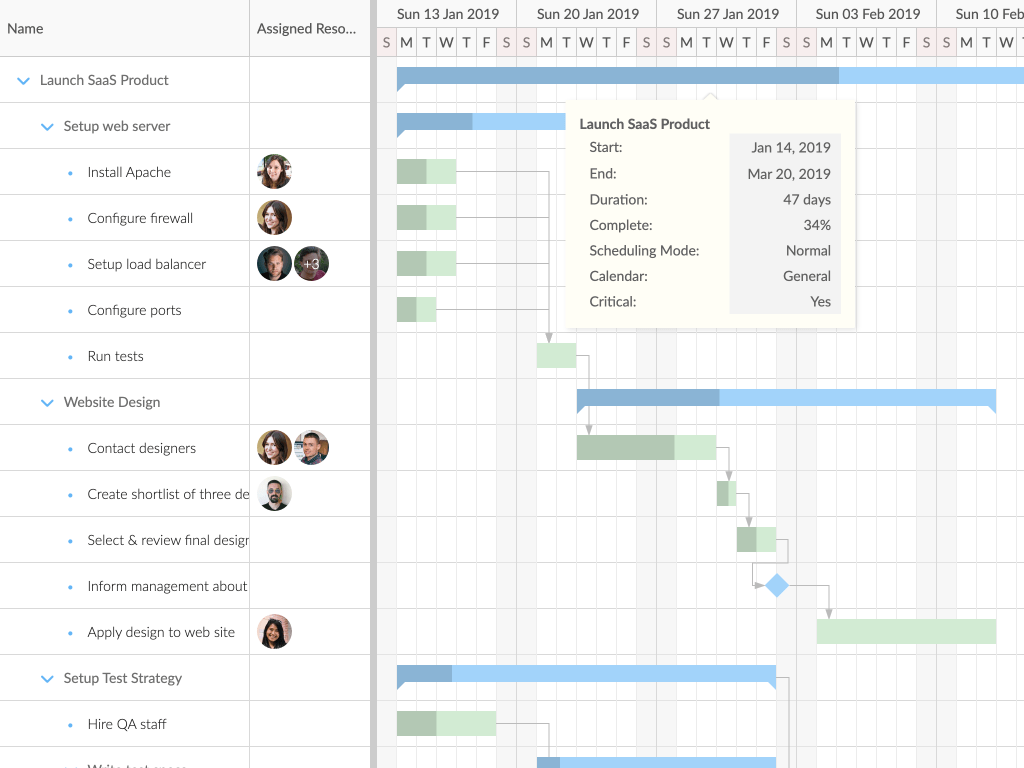 Name
Assigned Reso...
Sun 13 Jan 2019 Sun 20 Jan 2019 Sun 27 Jan 2019 Sun 03 Feb 2019 Sun 10 Feb
S M T W T F S S M T W T F S S M T W T F S S M T W T F S S M T W T
Launch SaaS Product
Setup web server
Install Apache
Configure firewall
Setup load balancer
+3
Configure ports
Run tests
Website Design
Contact designers
Create shortlist of three de
Select & review final design
Inform management about
Apply design to web site
Setup Test Strategy
Hire QA staff
Launch SaaS Product
Start: Jan 14, 2019
End: Mar 20, 2019
Duration: 47 days
Complete: 34%
Scheduling Mode: Normal
Calendar: General
Critical: Yes